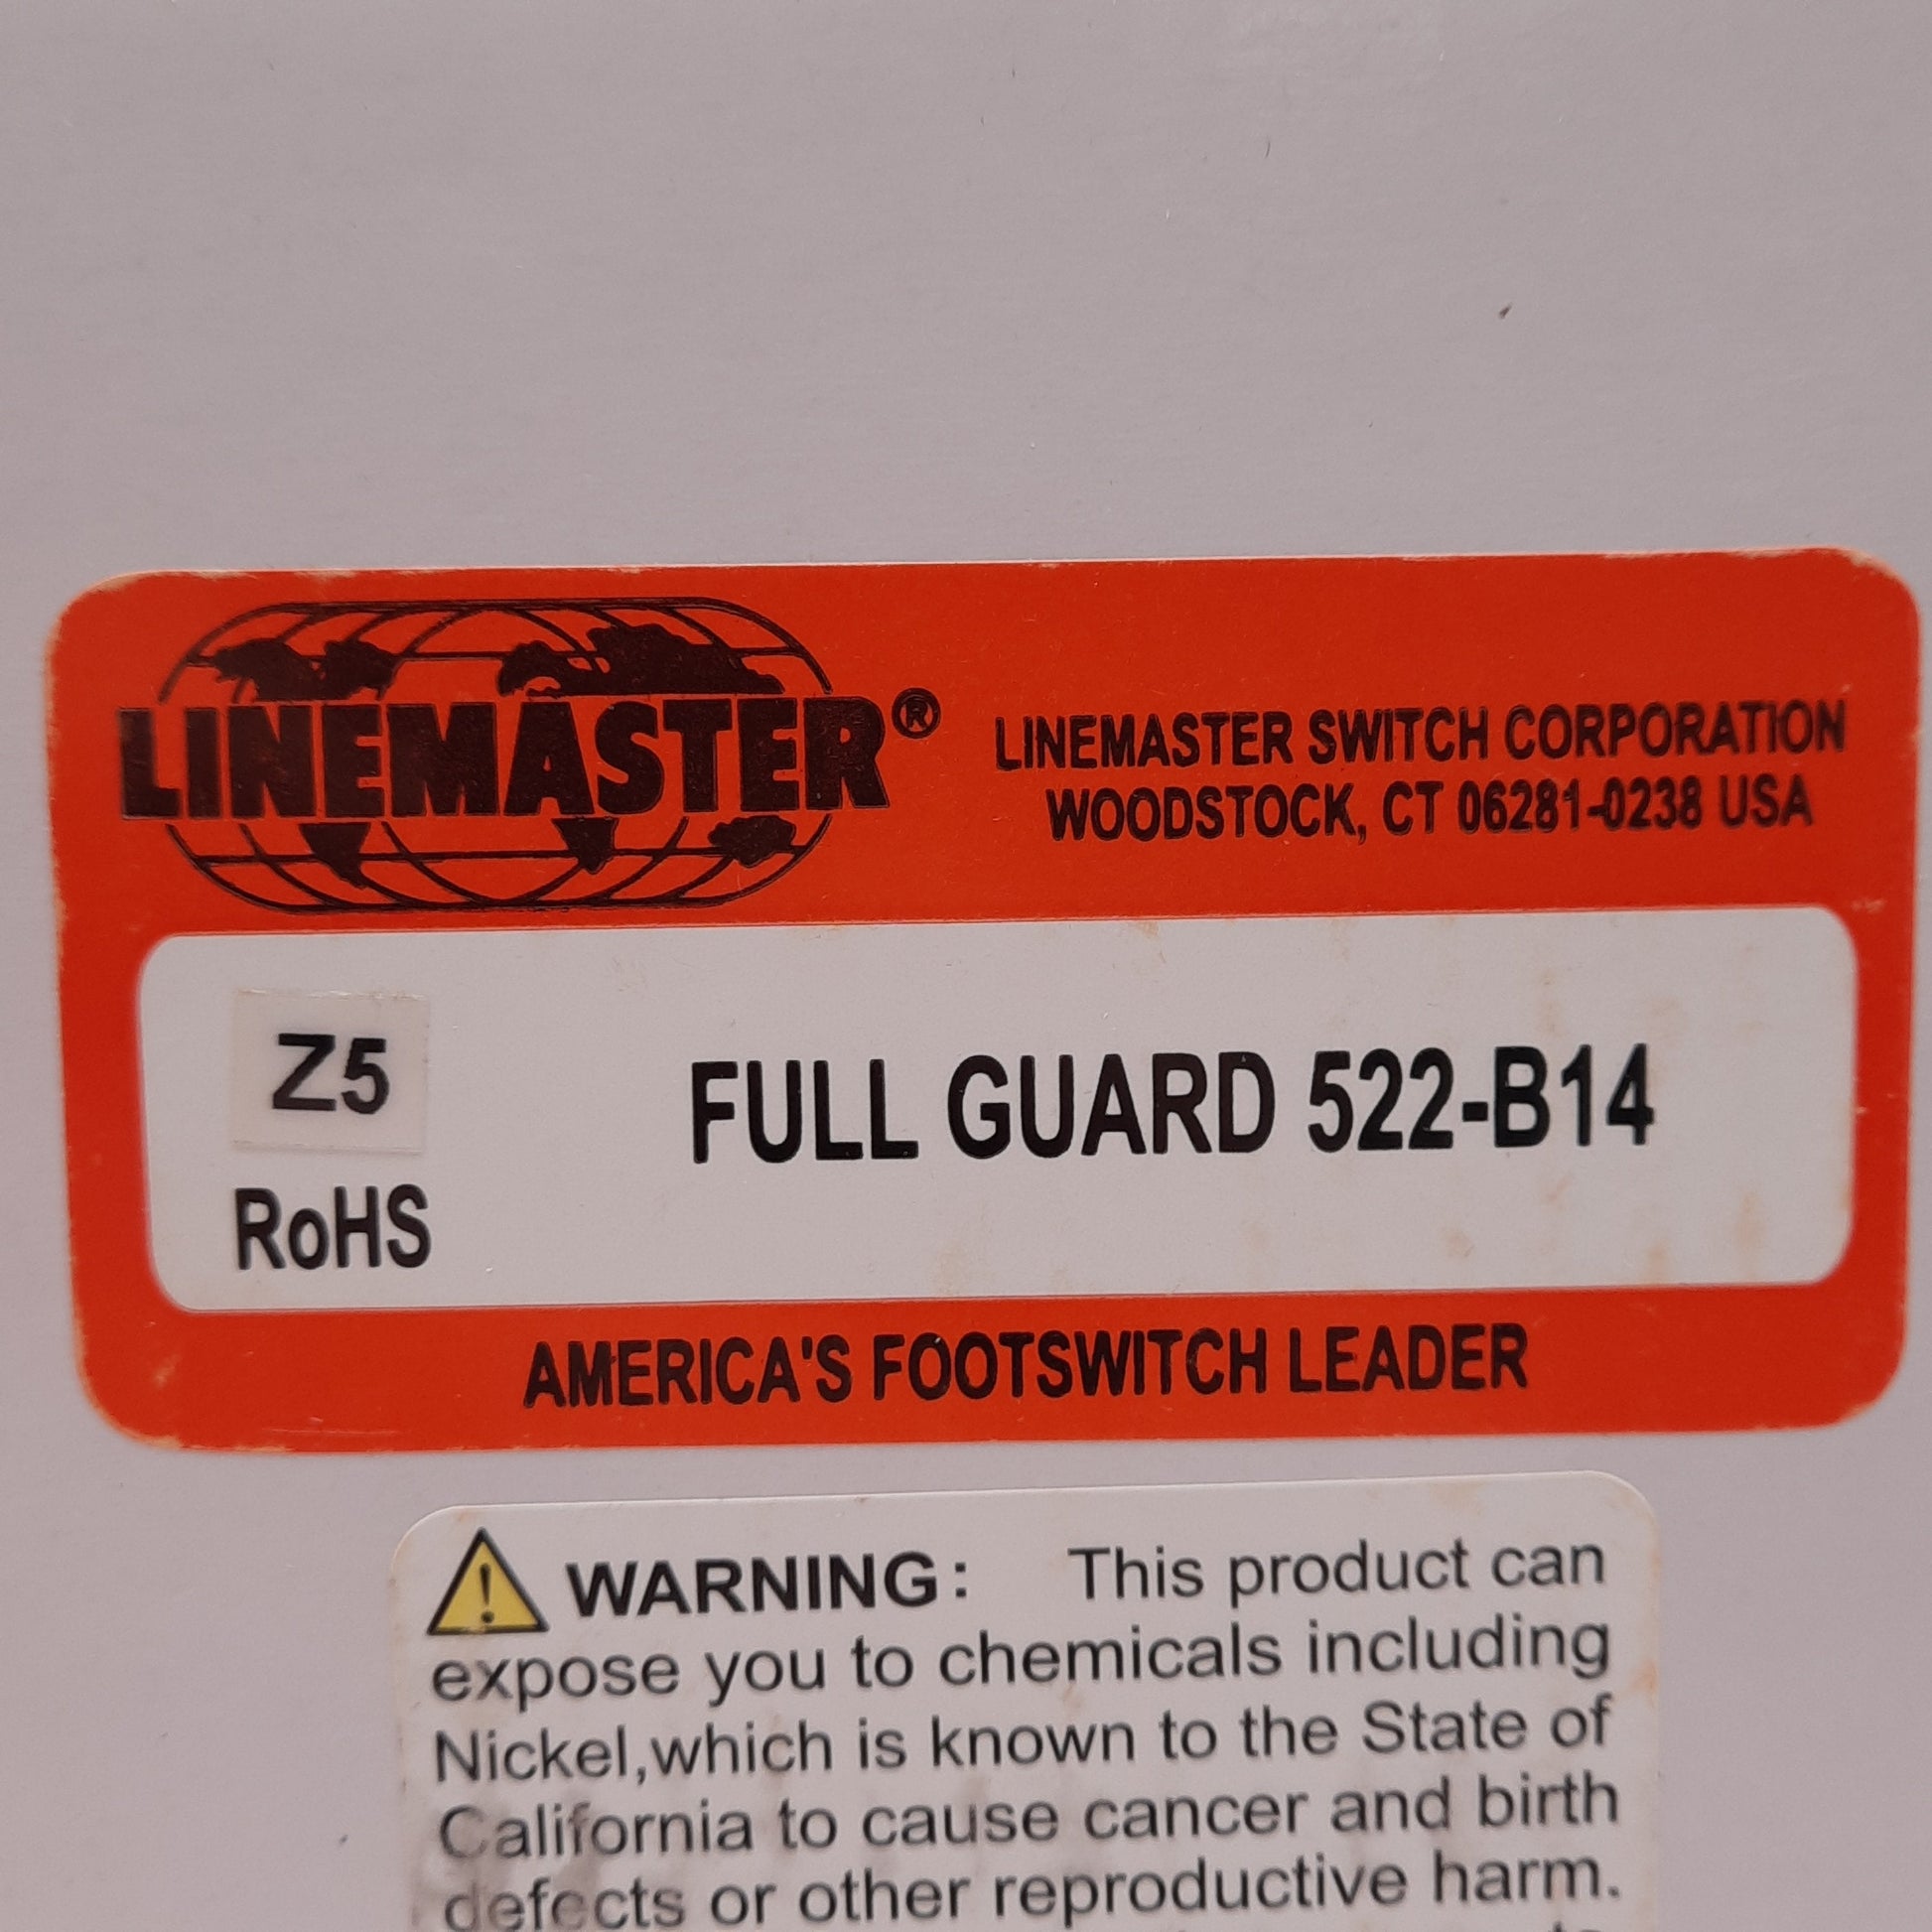 LINEMASTER®
LINEMASTER SWITCH CORPORATION
WOODSTOCK, CT 06281-0238 USA
Z5
RoHS
FULL GUARD 522-B14
AMERICA'S FOOTSWITCH LEADER
WARNING: This product can
expose you to chemicals including
Nickel,which is known to the State of
California to cause cancer and birth
defects or other reproductive harm.